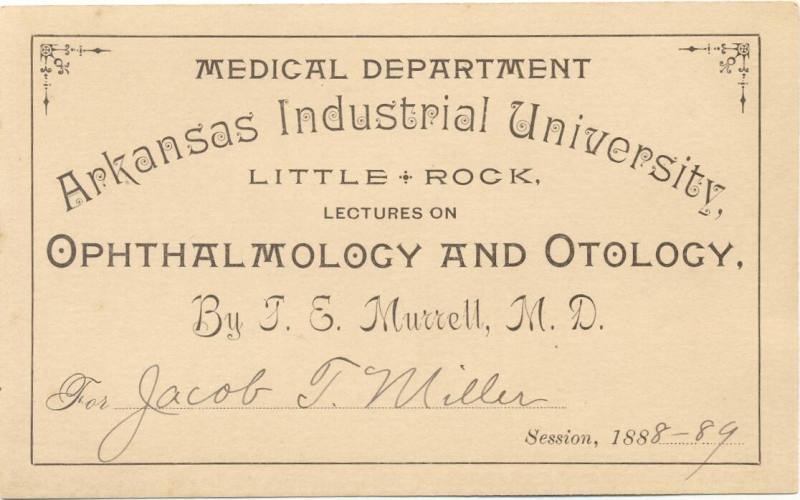 MEDICAL DEPARTMENT
Arkansas Industrial University,
LITTLE ROCK,
LECTURES ON
OPHTHALMOLOGY AND OTOLOGY,
By T. E. Murrell, M. D.
For Jacob T. Miller
Session, 1888-89